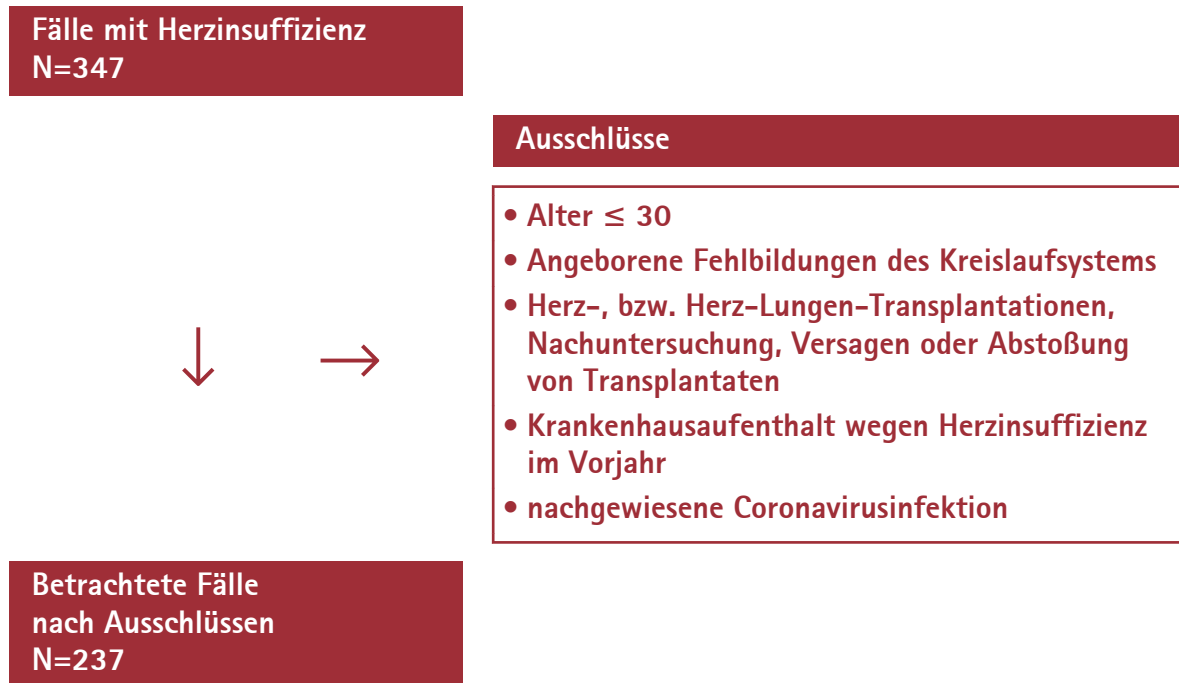 Fälle mit Herzinsuffizienz
N=347
Ausschlüsse
• Alter ≤ 30
• Angeborene Fehlbildungen des Kreislaufsystems
• Herz-, bzw. Herz-Lungen-Transplantationen,
Nachuntersuchung, Versagen oder Abstoßung
von Transplantaten
• Krankenhausaufenthalt wegen Herzinsuffizienz
im Vorjahr
• nachgewiesene Coronavirusinfektion
Betrachtete Fälle
nach Ausschlüssen
N=237